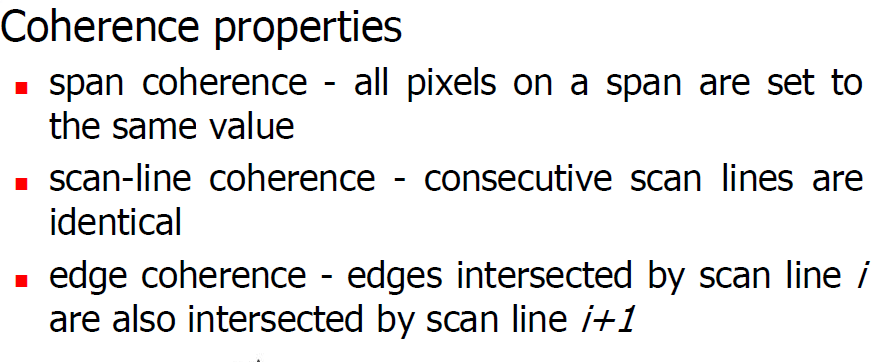 Coherence properties
span coherence - all pixels on a span are set to
the same value
scan-line coherence - consecutive scan lines are
identical
edge coherence - edges intersected by scan line i
are also intersected by scan line i+1